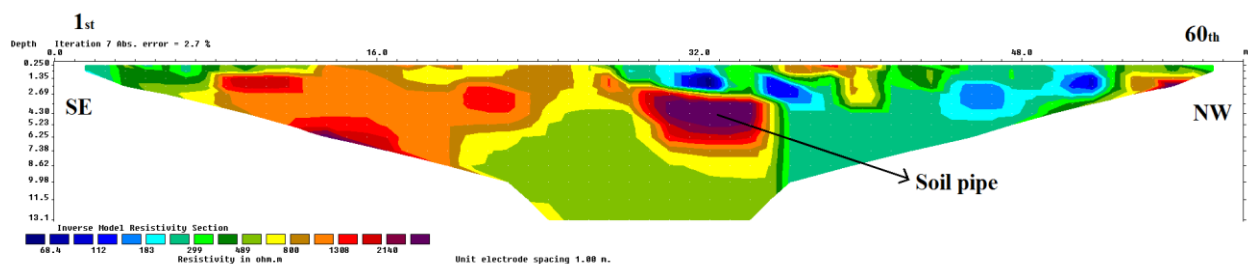 1st
60th
Depth Iteration 7 Abs. error = 2.7 %
0.0 16.0 32.0 48.0 m.
0.250
1.35
2.69
3.94
5.28
6.25
7.38
8.62
9.98
11.5
13.1
SE
NW
Soil pipe
Inverse Model Resistivity Section
68.4 112 183 299 489 800 1308 2140
Resistivity in ohm.m
Unit electrode spacing 1.00 m.